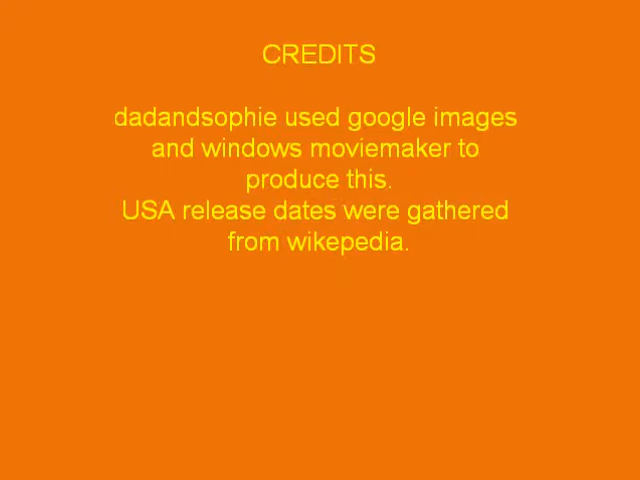 CREDITS
dadandsophie used google images
and windows moviemaker to
produce this.
USA release dates were gathered
from wikepedia.